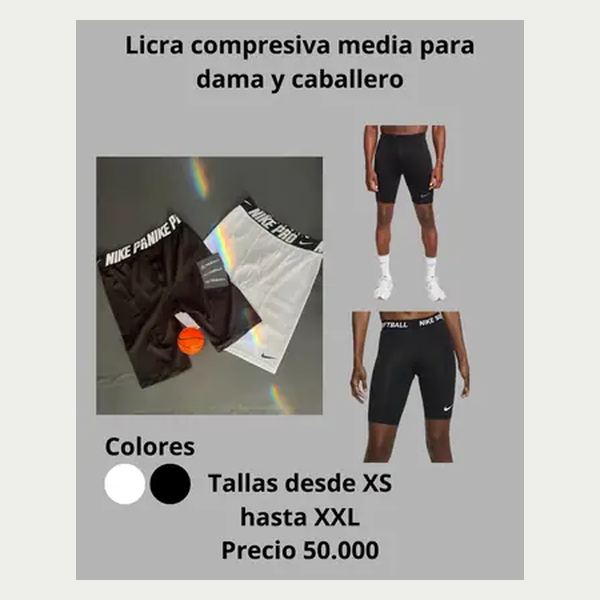 Licra compresiva media para
dama y caballero
NIKE PRO
NIKE PR
NIKE PRO
FTBALL
Colores
Tallas desde XS
hasta XXL
Precio 50.000